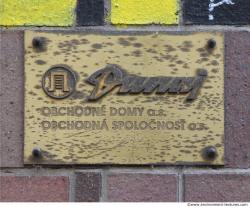 Dunaj
OBCHODNÉ DOMY a.s.
OBCHODNÁ SPOLOČNOSŤ a.s.
© www.environment-textures.com